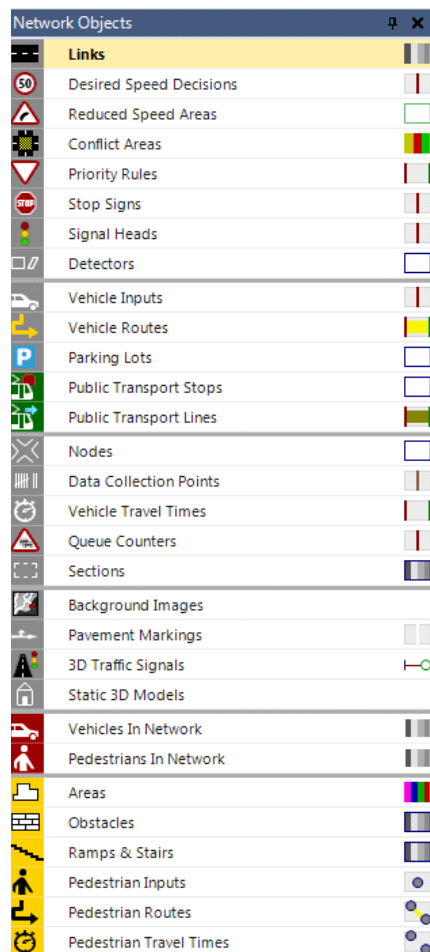 Network Objects
Links
50
Desired Speed Decisions
Reduced Speed Areas
Conflict Areas
Priority Rules
STOP
Stop Signs
Signal Heads
Detectors
Vehicle Inputs
Vehicle Routes
P
Parking Lots
Public Transport Stops
Public Transport Lines
Nodes
Data Collection Points
Vehicle Travel Times
Queue Counters
Sections
Background Images
Pavement Markings
3D Traffic Signals
Static 3D Models
Vehicles In Network
Pedestrians In Network
Areas
Obstacles
Ramps & Stairs
Pedestrian Inputs
Pedestrian Routes
Pedestrian Travel Times